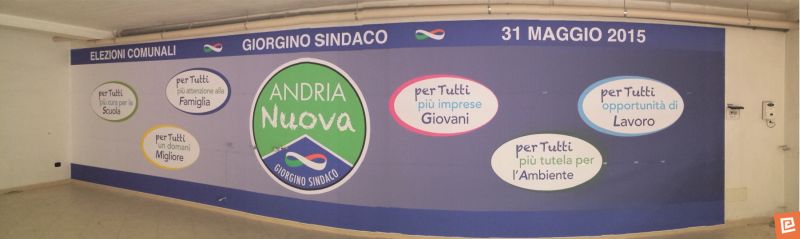 ELEZIONI COMUNALI
GIORGINO SINDACO
31 MAGGIO 2015
per Tutti
più cura per la
Scuola
per Tutti
più attenzione alla
Famiglia
per Tutti
un domani
Migliore
ANDRIA
Nuova
GIORGINO SINDACO
per Tutti
più imprese
Giovani
per Tutti
più tutela per
l'Ambiente
per Tutti
opportunità di
Lavoro